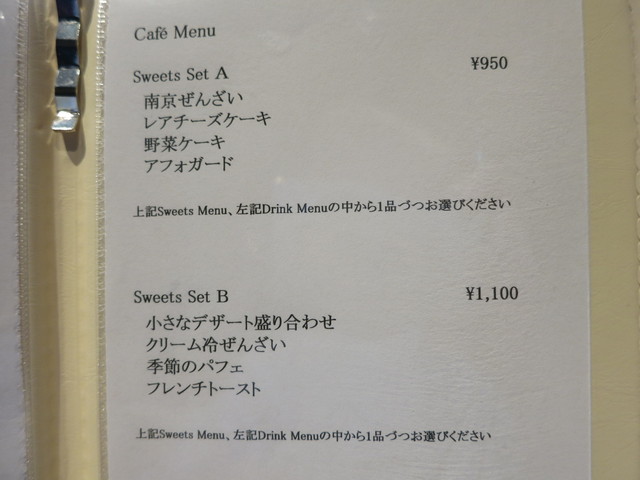 Café Menu
Sweets Set A ¥950
南京ぜんざい
レアチーズケーキ
野菜ケーキ
アフォガード
上記Sweets Menu、左記Drink Menuの中から1品づつお選びください
Sweets Set B ¥1,100
小さなデザート盛り合わせ
クリーム冷ぜんざい
季節のパフェ
フレンチトースト
上記Sweets Menu、左記Drink Menuの中から1品づつお選びください